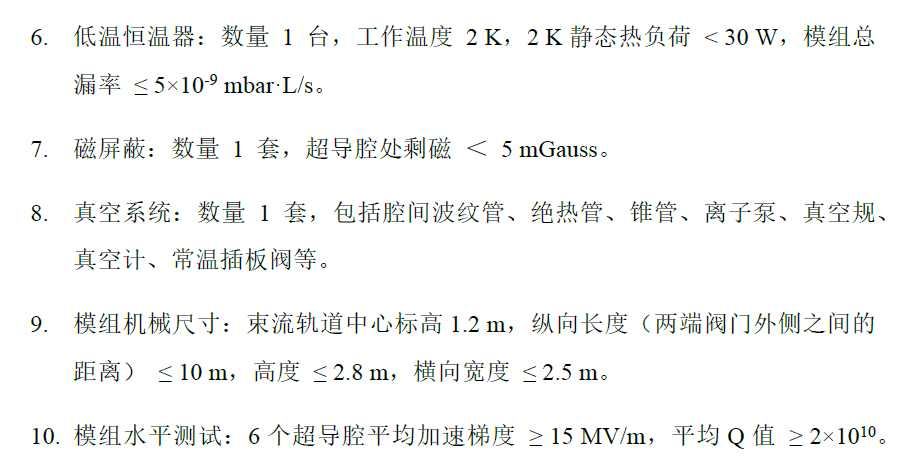 6. 低温恒温器：数量 1 台，工作温度 2 K，2 K 静态热负荷 < 30 W，模组总
漏率 ≤ 5×10⁻⁹ mbar·L/s。
7. 磁屏蔽：数量 1 套，超导腔处剩磁 ＜ 5 mGauss。
8. 真空系统：数量 1 套，包括腔间波纹管、绝热管、锥管、离子泵、真空规、
真空计、常温插板阀等。
9. 模组机械尺寸：束流轨道中心标高 1.2 m，纵向长度（两端阀门外侧之间的
距离） ≤ 10 m，高度 ≤ 2.8 m，横向宽度 ≤ 2.5 m。
10. 模组水平测试：6 个超导腔平均加速梯度 ≥ 15 MV/m，平均 Q 值 ≥ 2×10¹⁰。